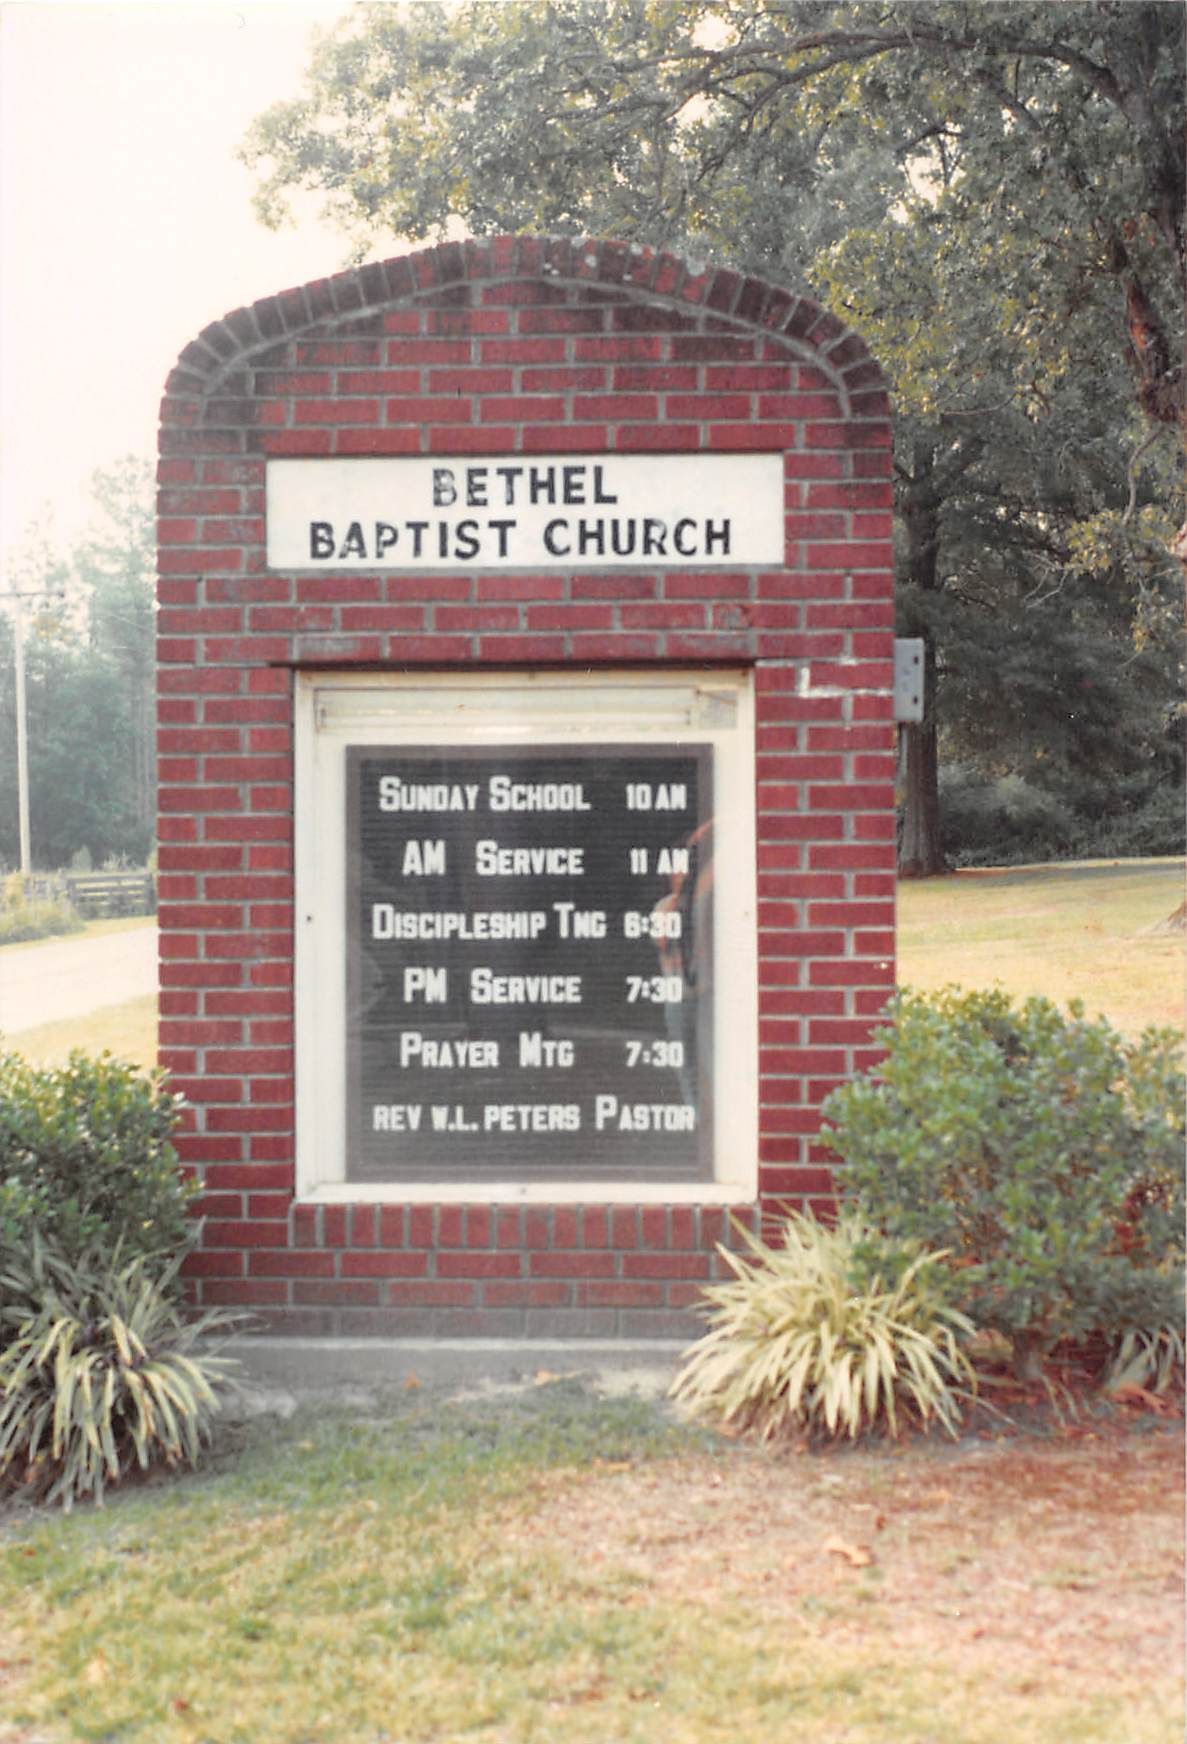 BETHEL
BAPTIST CHURCH
SUNDAY SCHOOL 10 AM
AM SERVICE 11 AM
DISCIPLESHIP TNG 6:30
PM SERVICE 7:30
PRAYER MTG 7:30
REV W.L. PETERS PASTOR